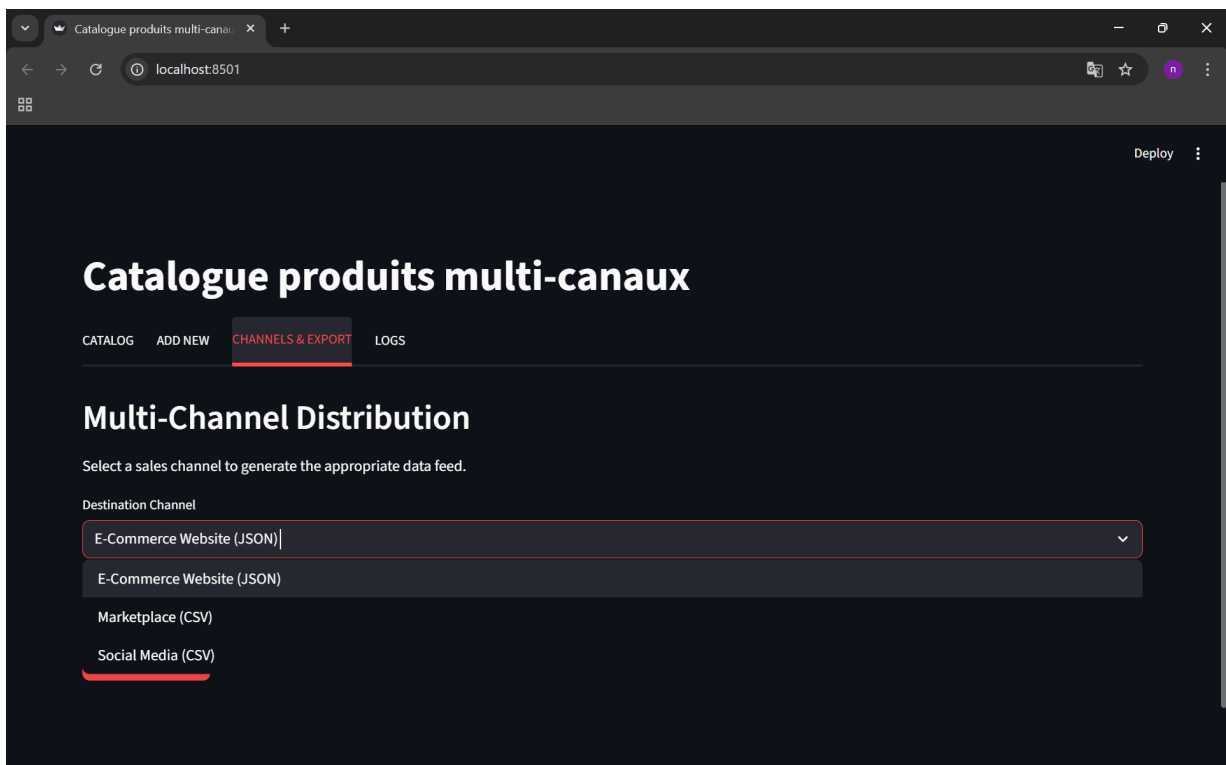 Catalogue produits multi-canau
localhost:8501
n
Deploy
Catalogue produits multi-canaux
CATALOG ADD NEW CHANNELS & EXPORT LOGS
Multi-Channel Distribution
Select a sales channel to generate the appropriate data feed.
Destination Channel
E-Commerce Website (JSON)
E-Commerce Website (JSON)
Marketplace (CSV)
Social Media (CSV)